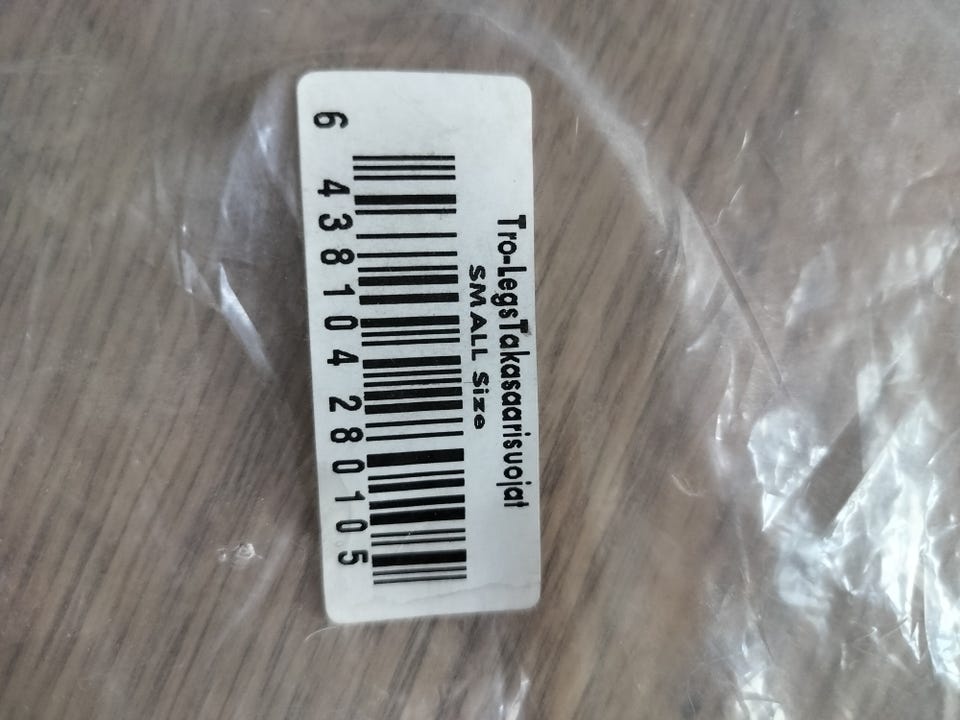 Tro-LegsTakasaarisuojat
SMALL Size
6 438104 280105